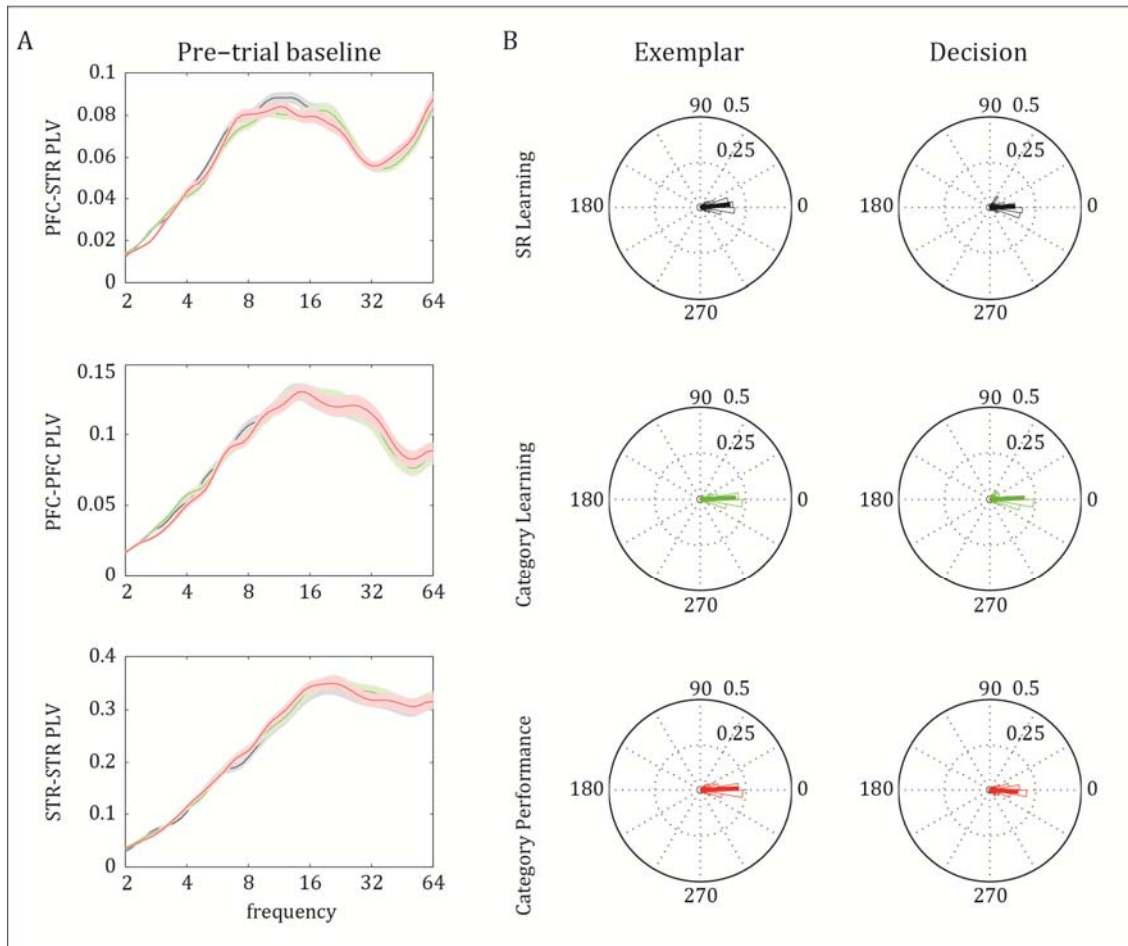 A
Pre-trial baseline
PFC-STR PLV
0.1
0.08
0.06
0.04
0.02
0
2 4 8 16 32 64
PFC-PFC PLV
0.15
0.1
0.05
0
2 4 8 16 32 64
STR-STR PLV
0.4
0.3
0.2
0.1
0
2 4 8 16 32 64
frequency
B
Exemplar Decision
SR Learning
90 0.5
0.25
180 0
270
90 0.5
0.25
180 0
270
Category Learning
90 0.5
0.25
180 0
270
90 0.5
0.25
180 0
270
Category Performance
90 0.5
0.25
180 0
270
90 0.5
0.25
180 0
270